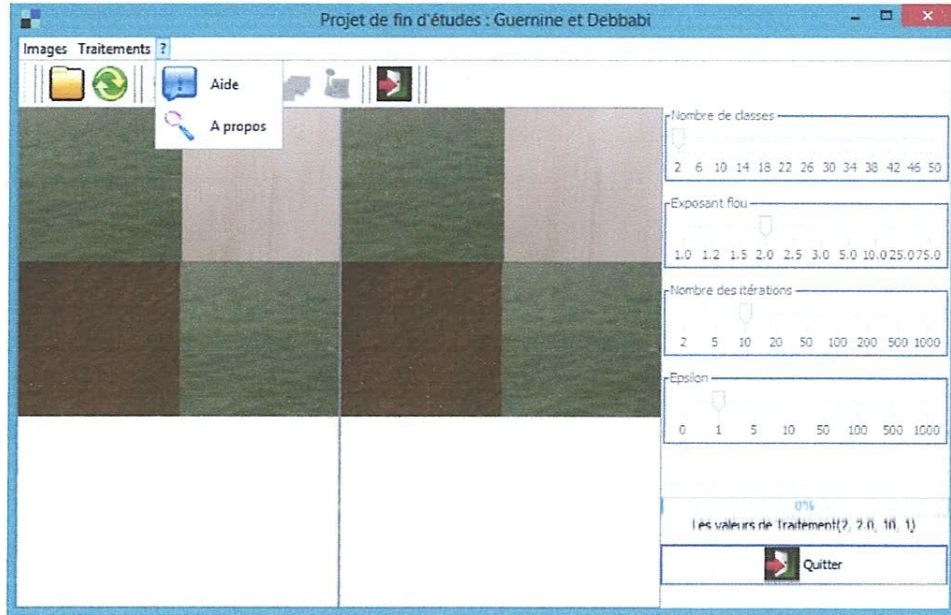 Projet de fin d'études : Guernine et Debbabi
Images Traitements ?
Aide
A propos
Nombre de classes
2 6 10 14 18 22 26 30 34 38 42 46 50
Exposant flou
1.0 1.2 1.5 2.0 2.5 3.0 5.0 10.0 25.0 75.0
Nombre des itérations
2 5 10 20 50 100 200 500 1000
Epsilon
0 1 5 10 50 100 500 1000
0%
Les valeurs de Traitement(2, 2.0, 10, 1)
Quitter